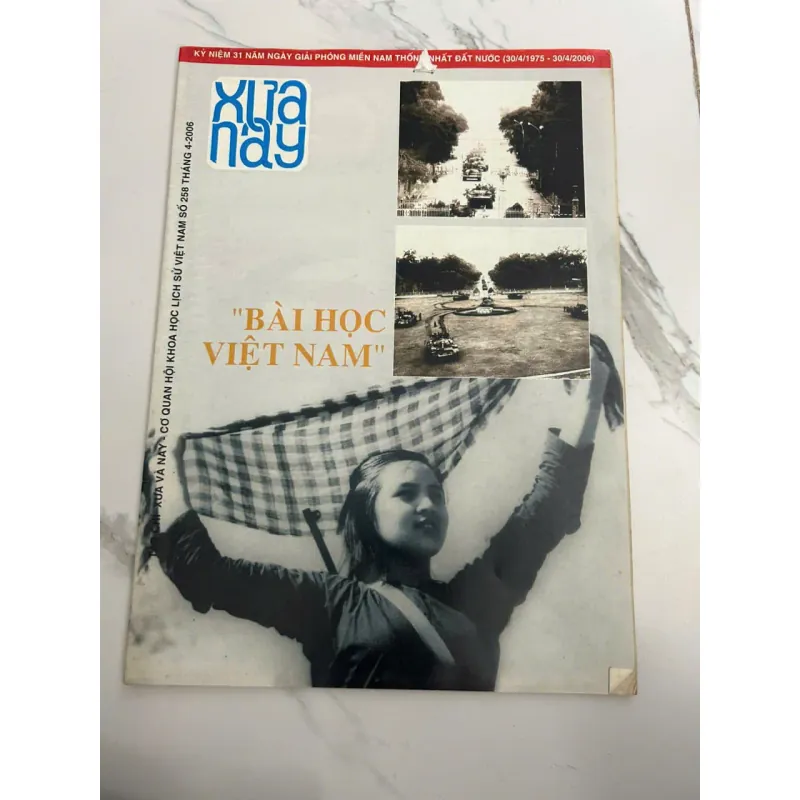 KỶ NIỆM 31 NĂM NGÀY GIẢI PHÓNG MIỀN NAM THỐNG NHẤT ĐẤT NƯỚC (30/4/1975 - 30/4/2006)
XƯA
NAY
"BÀI HỌC
VIỆT NAM"
XƯA VÀ NAY - CƠ QUAN HỘI KHOA HỌC LỊCH SỬ VIỆT NAM SỐ 258 THÁNG 4-2006